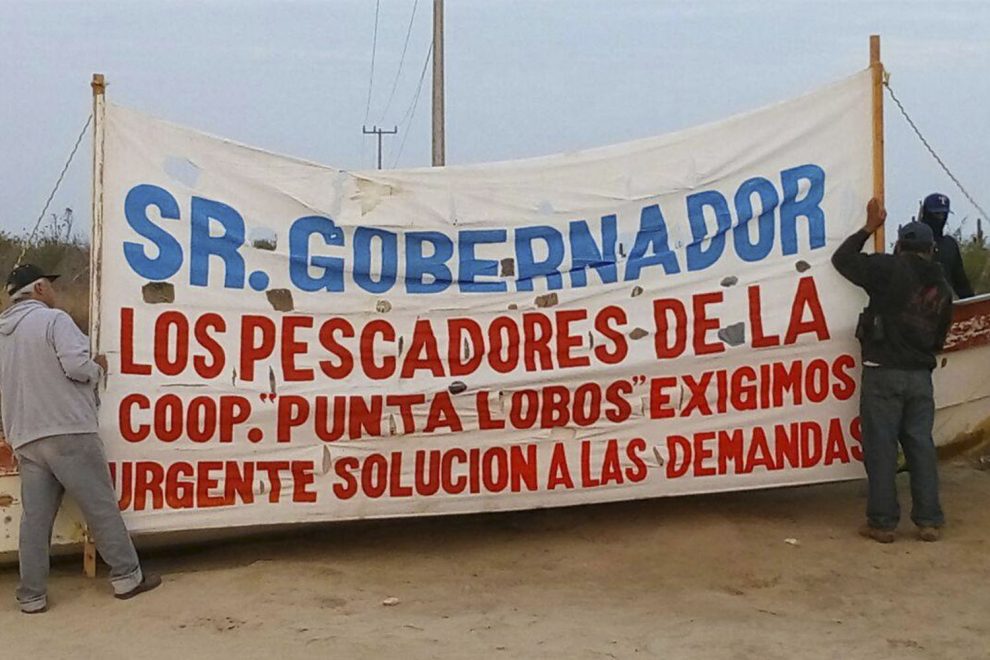 SR. GOBERNADOR
LOS PESCADORES DE LA
COOP. "PUNTA LOBOS" EXIGIMOS
URGENTE SOLUCION A LAS DEMANDAS